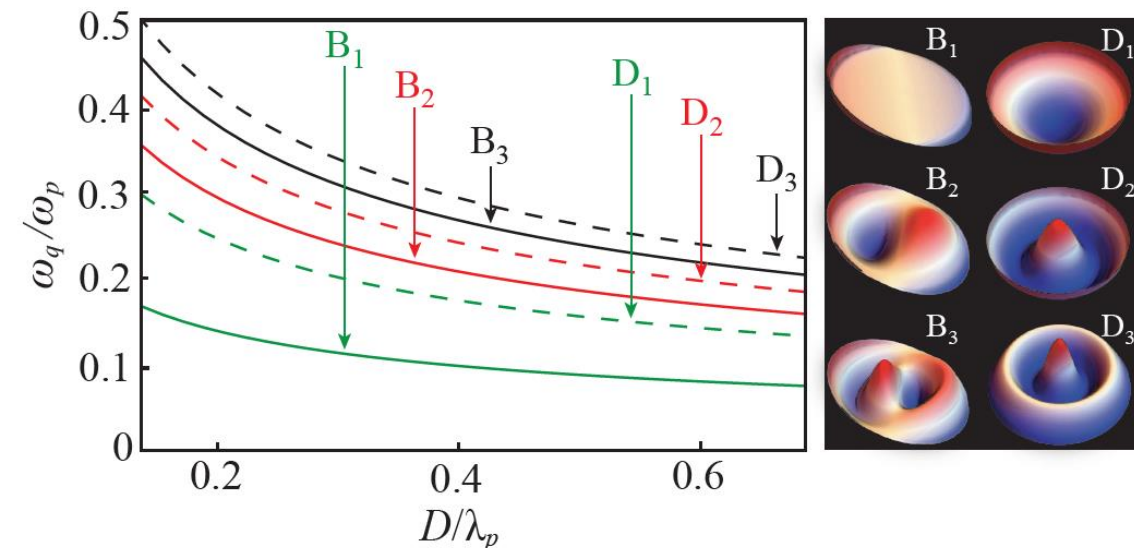 0.5
0.4
0.3
0.2
0.1
0
ω_q/ω_p
B₁
B₂
B₃
D₁
D₂
D₃
0.2 0.4 0.6
D/λ_p
B₁ D₁
B₂ D₂
B₃ D₃